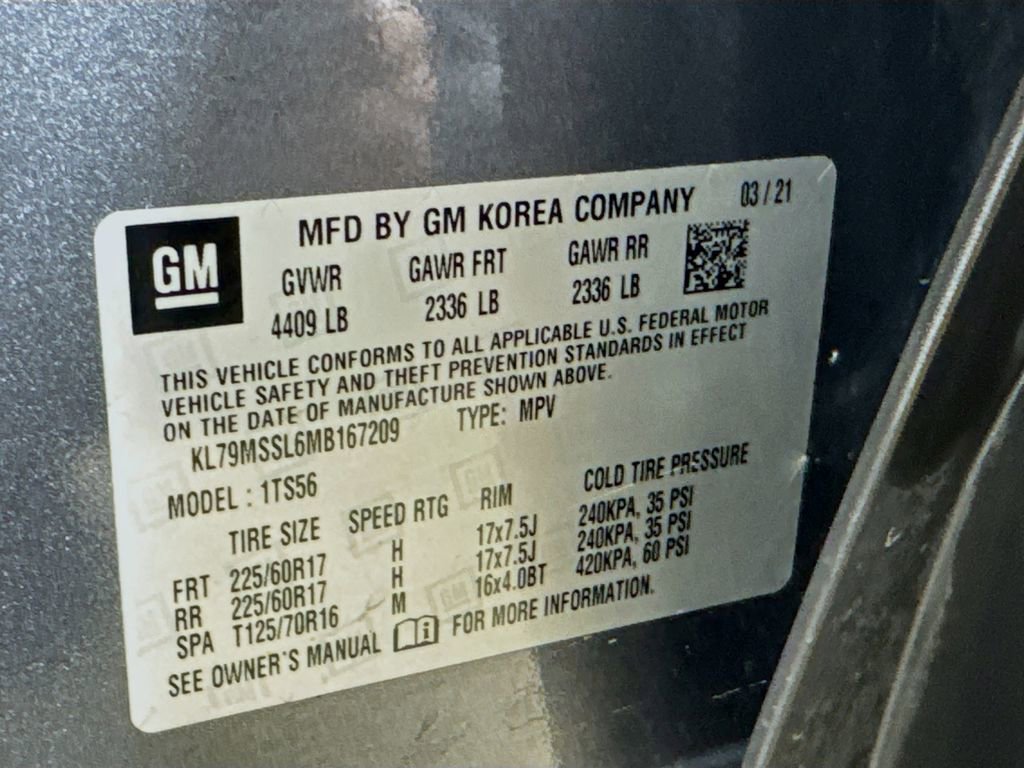 GM
MFD BY GM KOREA COMPANY 03 / 21
GVWR GAWR FRT GAWR RR
4409 LB 2336 LB 2336 LB
THIS VEHICLE CONFORMS TO ALL APPLICABLE U.S. FEDERAL MOTOR
VEHICLE SAFETY AND THEFT PREVENTION STANDARDS IN EFFECT
ON THE DATE OF MANUFACTURE SHOWN ABOVE.
KL79MSSL6MB167209 TYPE: MPV
MODEL : 1TS56
TIRE SIZE SPEED RTG RIM COLD TIRE PRESSURE
FRT 225/60R17 H 17x7.5J 240KPA, 35 PSI
RR 225/60R17 H 17x7.5J 240KPA, 35 PSI
SPA T125/70R16 M 16x4.0BT 420KPA, 60 PSI
SEE OWNER'S MANUAL FOR MORE INFORMATION.